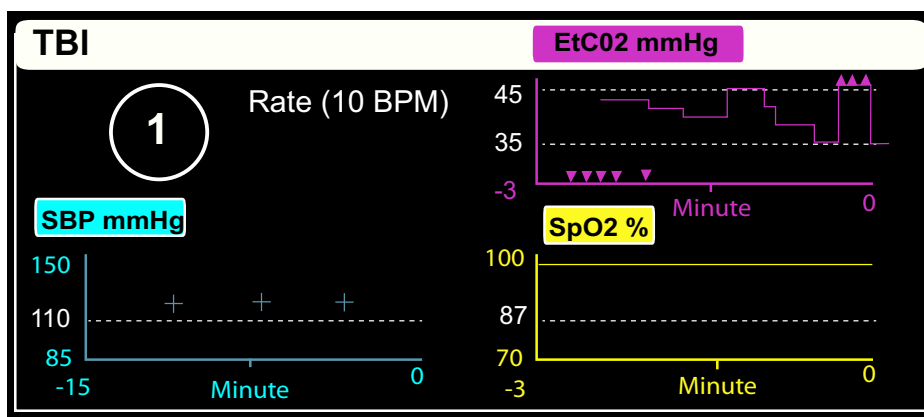 TBI
1
Rate (10 BPM)
EtC02 mmHg
45
35
-3
Minute
0
SBP mmHg
150
110
85
-15
Minute
0
SpO2 %
100
87
70
-3
Minute
0